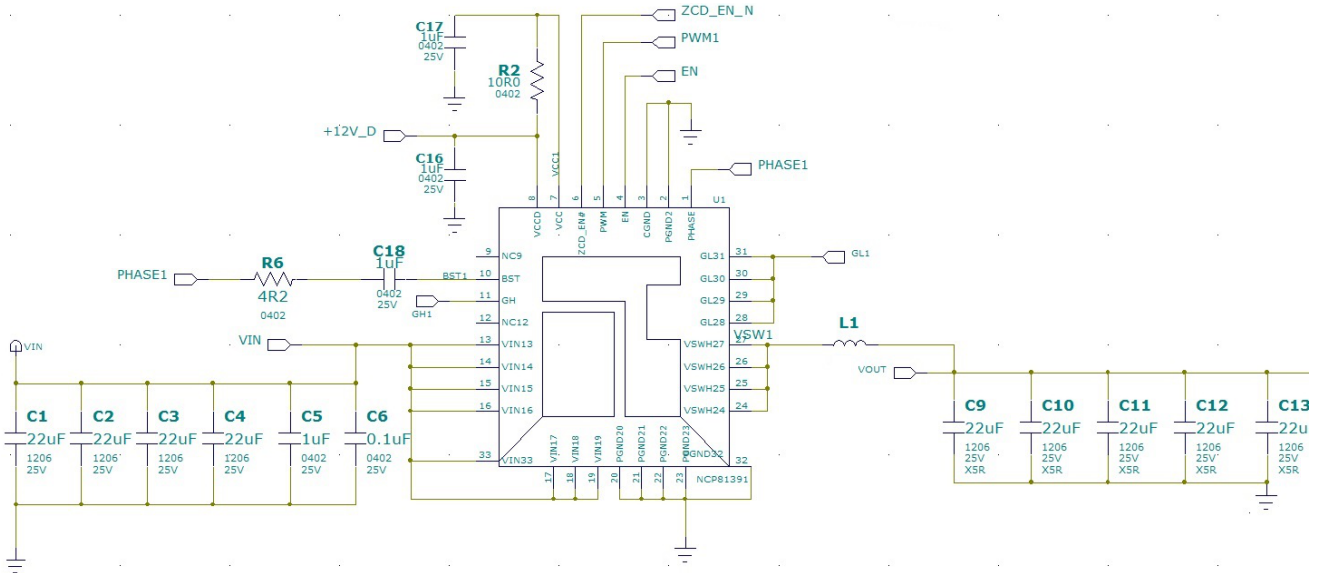 ZCD_EN_N
C17
1uF
0402
25V
PWM1
R2
10R0
0402
EN
+12V_D
C16
1uF
0402
25V
VCC1
PHASE1
8
7
6
5
4
3
2
1
U1
VCCD
VCC
ZCD_EN#
PWM
EN
CGND
PGND2
PHASE
PHASE1
R6
4R2
0402
C18
1uF
0402
25V
BST1
GH1
9
NC9
10
BST
11
GH
12
NC12
13
VIN13
14
VIN14
15
VIN15
16
VIN16
33
VIN33
GL31
31
GL30
30
GL29
29
GL28
28
GL1
VSW1
VSWH27
27
VSWH26
26
VSWH25
25
VSWH24
24
L1
VOUT
VIN
VIN
C1
22uF
1206
25V
C2
22uF
1206
25V
C3
22uF
1206
25V
C4
22uF
1206
25V
C5
1uF
0402
25V
C6
0.1uF
0402
25V
VIN17
VIN18
VIN19
PGND20
PGND21
PGND22
PGND23
PGND32
32
17
18
19
20
21
22
23
NCP81391
C9
22uF
1206
25V
X5R
C10
22uF
1206
25V
X5R
C11
22uF
1206
25V
X5R
C12
22uF
1206
25V
X5R
C13
22u
1206
25V
X5R